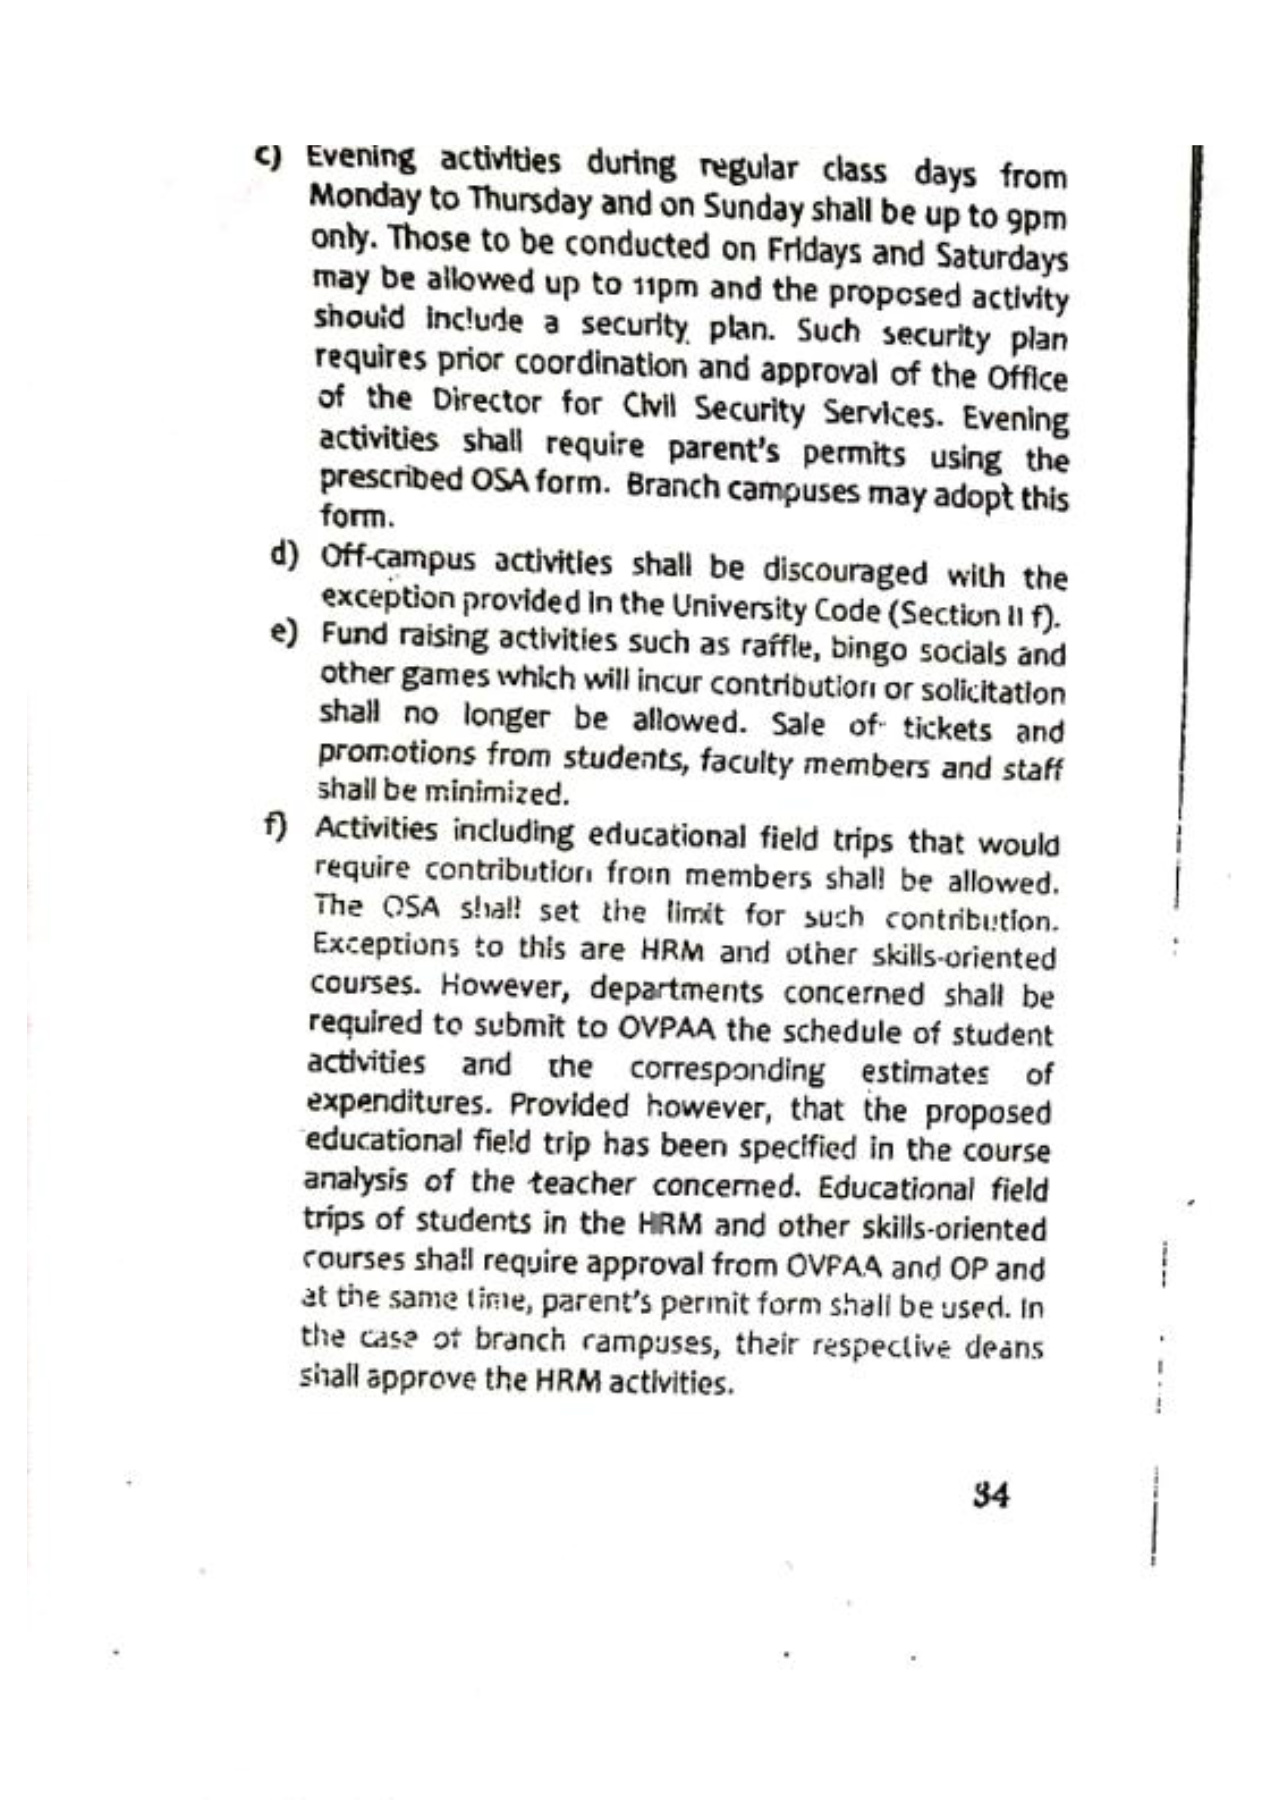 c) Evening activities during regular class days from
Monday to Thursday and on Sunday shall be up to 9pm
only. Those to be conducted on Fridays and Saturdays
may be allowed up to 11pm and the proposed activity
should include a security plan. Such security plan
requires prior coordination and approval of the Office
of the Director for Civil Security Services. Evening
activities shall require parent's permits using the
prescribed OSA form. Branch campuses may adopt this
form.
d) Off-campus activities shall be discouraged with the
exception provided in the University Code (Section II f).
e) Fund raising activities such as raffle, bingo socials and
other games which will incur contribution or solicitation
shall no longer be allowed. Sale of tickets and
promotions from students, faculty members and staff
shall be minimized.
f) Activities including educational field trips that would
require contribution from members shall be allowed.
The OSA shall set the limit for such contribution.
Exceptions to this are HRM and other skills-oriented
courses. However, departments concerned shall be
required to submit to OVPAA the schedule of student
activities and the corresponding estimates of
expenditures. Provided however, that the proposed
educational field trip has been specified in the course
analysis of the teacher concerned. Educational field
trips of students in the HRM and other skills-oriented
courses shall require approval from OVPAA and OP and
at the same time, parent's permit form shall be used. In
the case of branch campuses, their respective deans
shall approve the HRM activities.
34